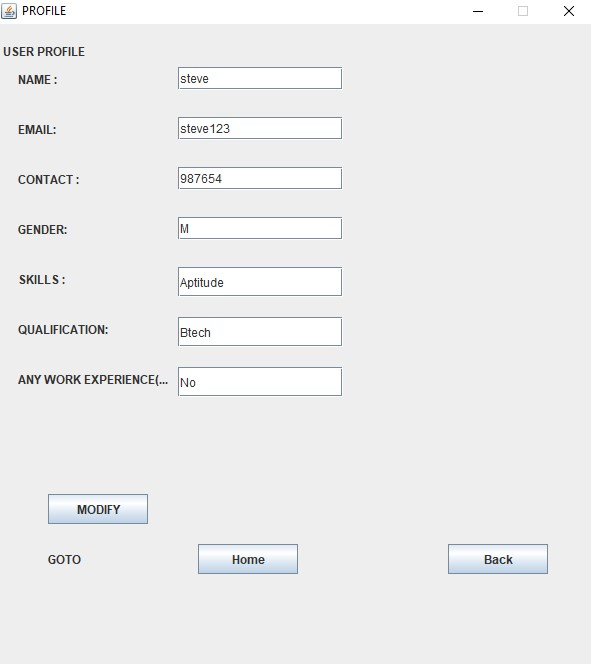 PROFILE
USER PROFILE
NAME : steve
EMAIL: steve123
CONTACT : 987654
GENDER: M
SKILLS : Aptitude
QUALIFICATION: Btech
ANY WORK EXPERIENCE(... No
MODIFY
GOTO Home Back